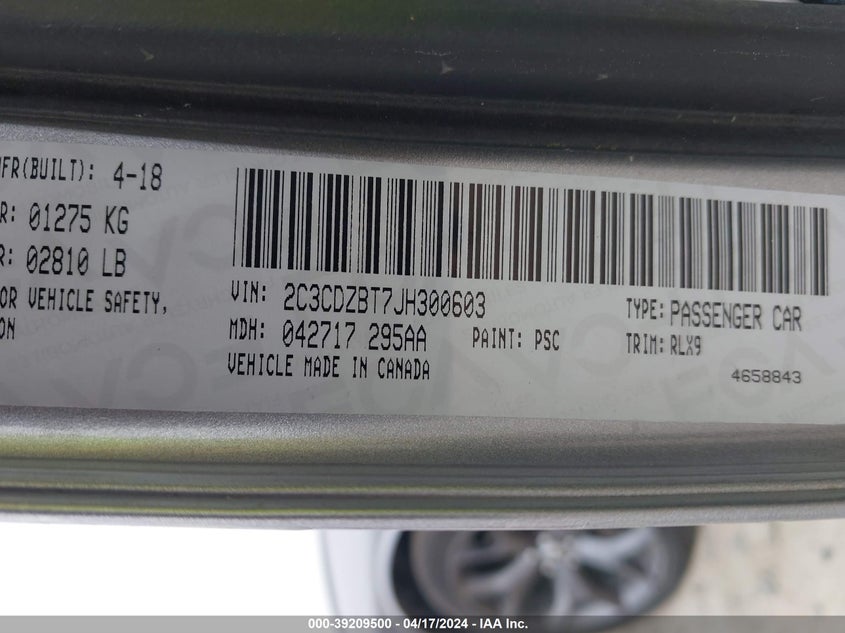 MFR(BUILT): 4-18
R: 01275 KG
R: 02810 LB
OR VEHICLE SAFETY,
ON
VIN: 2C3CDZBT7JH300603
TYPE: PASSENGER CAR
MDH: 042717 295AA
PAINT: PSC
TRIM: RLX9
VEHICLE MADE IN CANADA
4658843
000-39209500 - 04/17/2024 - IAA Inc.